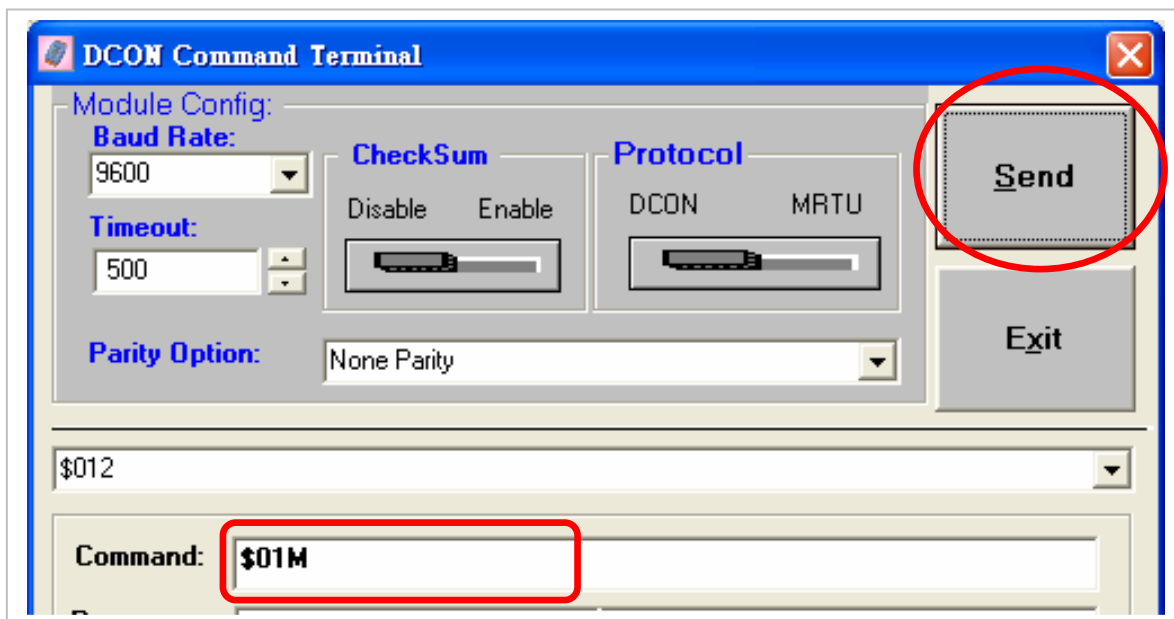 DCON Command Terminal
Module Config:
Baud Rate:
9600
CheckSum
Disable Enable
Protocol
DCON MRTU
Send
Timeout:
500
Parity Option:
None Parity
Exit
$012
Command: $01M